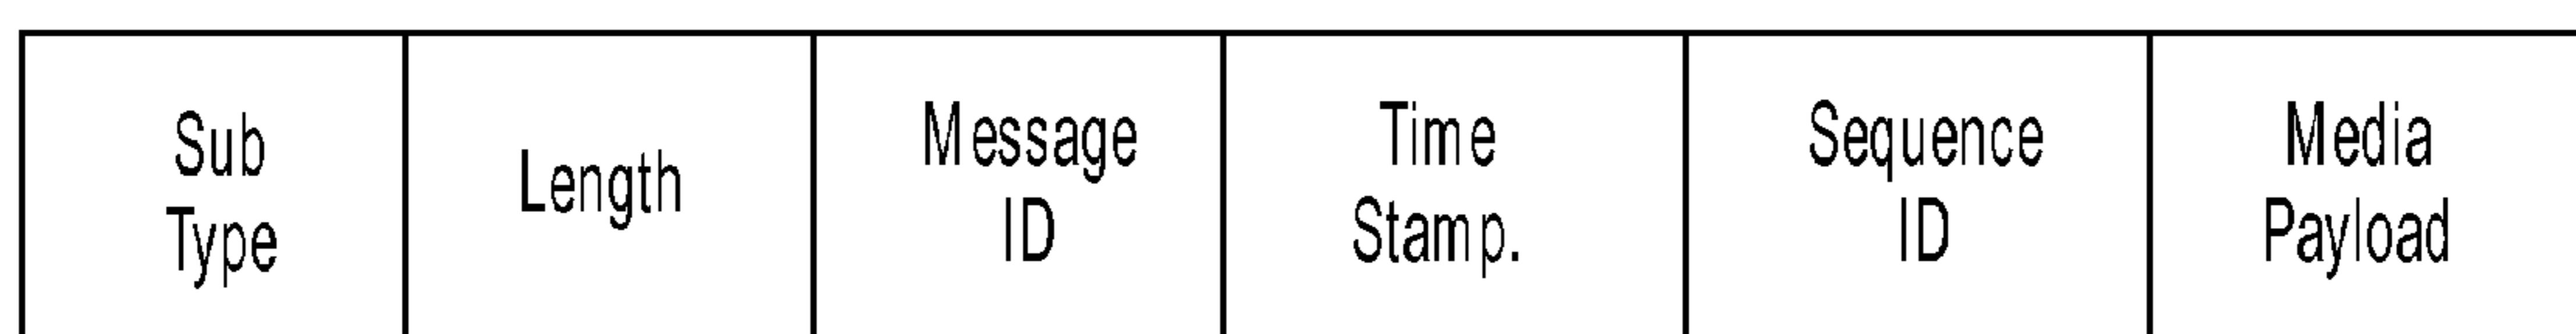 Sub
Type
Length
Message
ID
Time
Stamp.
Sequence
ID
Media
Payload